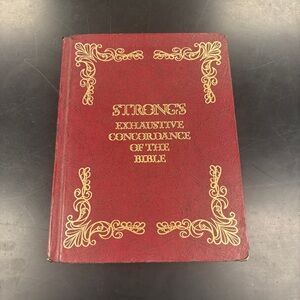 STRONG'S
EXHAUSTIVE
CONCORDANCE
OF THE
BIBLE